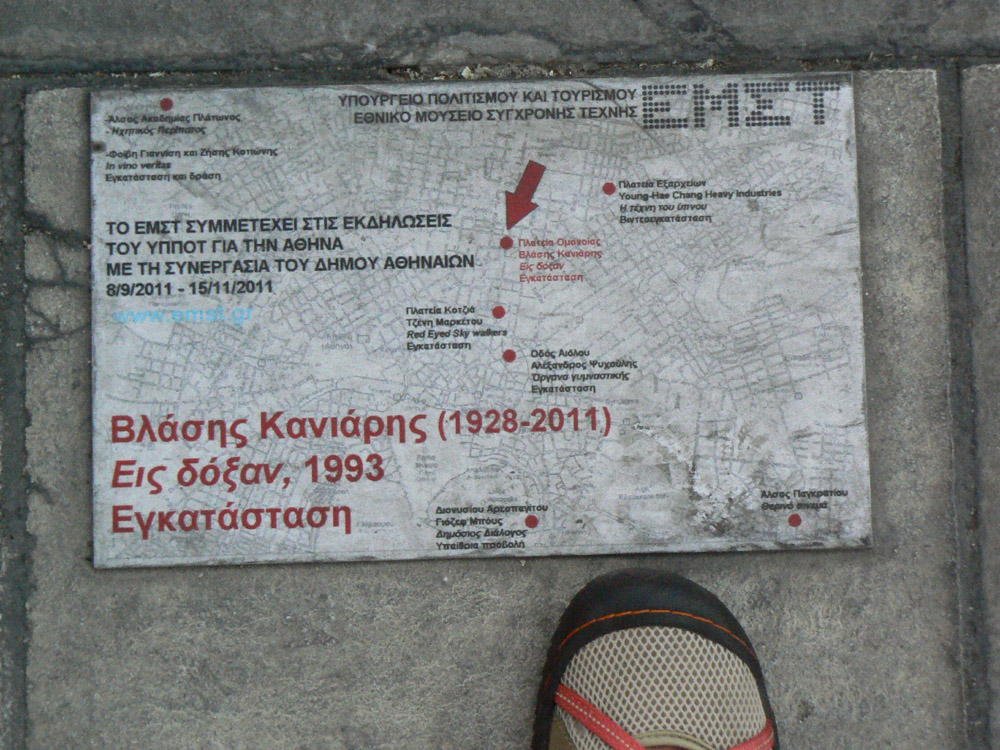 ΥΠΟΥΡΓΕΙΟ ΠΟΛΙΤΙΣΜΟΥ ΚΑΙ ΤΟΥΡΙΣΜΟΥ
ΕΘΝΙΚΟ ΜΟΥΣΕΙΟ ΣΥΓΧΡΟΝΗΣ ΤΕΧΝΗΣ
ΕΜΣΤ
-Άλσος Ακαδημίας Πλάτωνος
- Ηχητικός Περίπατος
-Φοίβη Γιαννίση και Ζήσης Κοτιώνης
In vino veritas
Εγκατάσταση και δράση
Πλατεία Εξαρχείων
Young-Hae Chang Heavy Industries
Η τέχνη του ύπνου
Βιντεοεγκατάσταση
ΤΟ ΕΜΣΤ ΣΥΜΜΕΤΕΧΕΙ ΣΤΙΣ ΕΚΔΗΛΩΣΕΙΣ
ΤΟΥ ΥΠΠΟΤ ΓΙΑ ΤΗΝ ΑΘΗΝΑ
ΜΕ ΤΗ ΣΥΝΕΡΓΑΣΙΑ ΤΟΥ ΔΗΜΟΥ ΑΘΗΝΑΙΩΝ
8/9/2011 - 15/11/2011
www.emst.gr
Πλατεία Ομονοίας
Βλάσης Κανιάρης
Εις δόξαν
Εγκατάσταση
Πλατεία Κοτζιά
Τζένη Μαρκέτου
Red Eyed Sky walkers
Εγκατάσταση
Οδός Αιόλου
Αλέξανδρος Ψυχούλης
Όργανα γυμναστικής
Εγκατάσταση
Βλάσης Κανιάρης (1928-2011)
Εις δόξαν, 1993
Εγκατάσταση
Διονυσίου Αρεοπαγίτου
Γιόζεφ Μπόυς
Δημόσιος Διάλογος
Υπαίθρια προβολή
Άλσος Παγκρατίου
Θερινό σινεμά